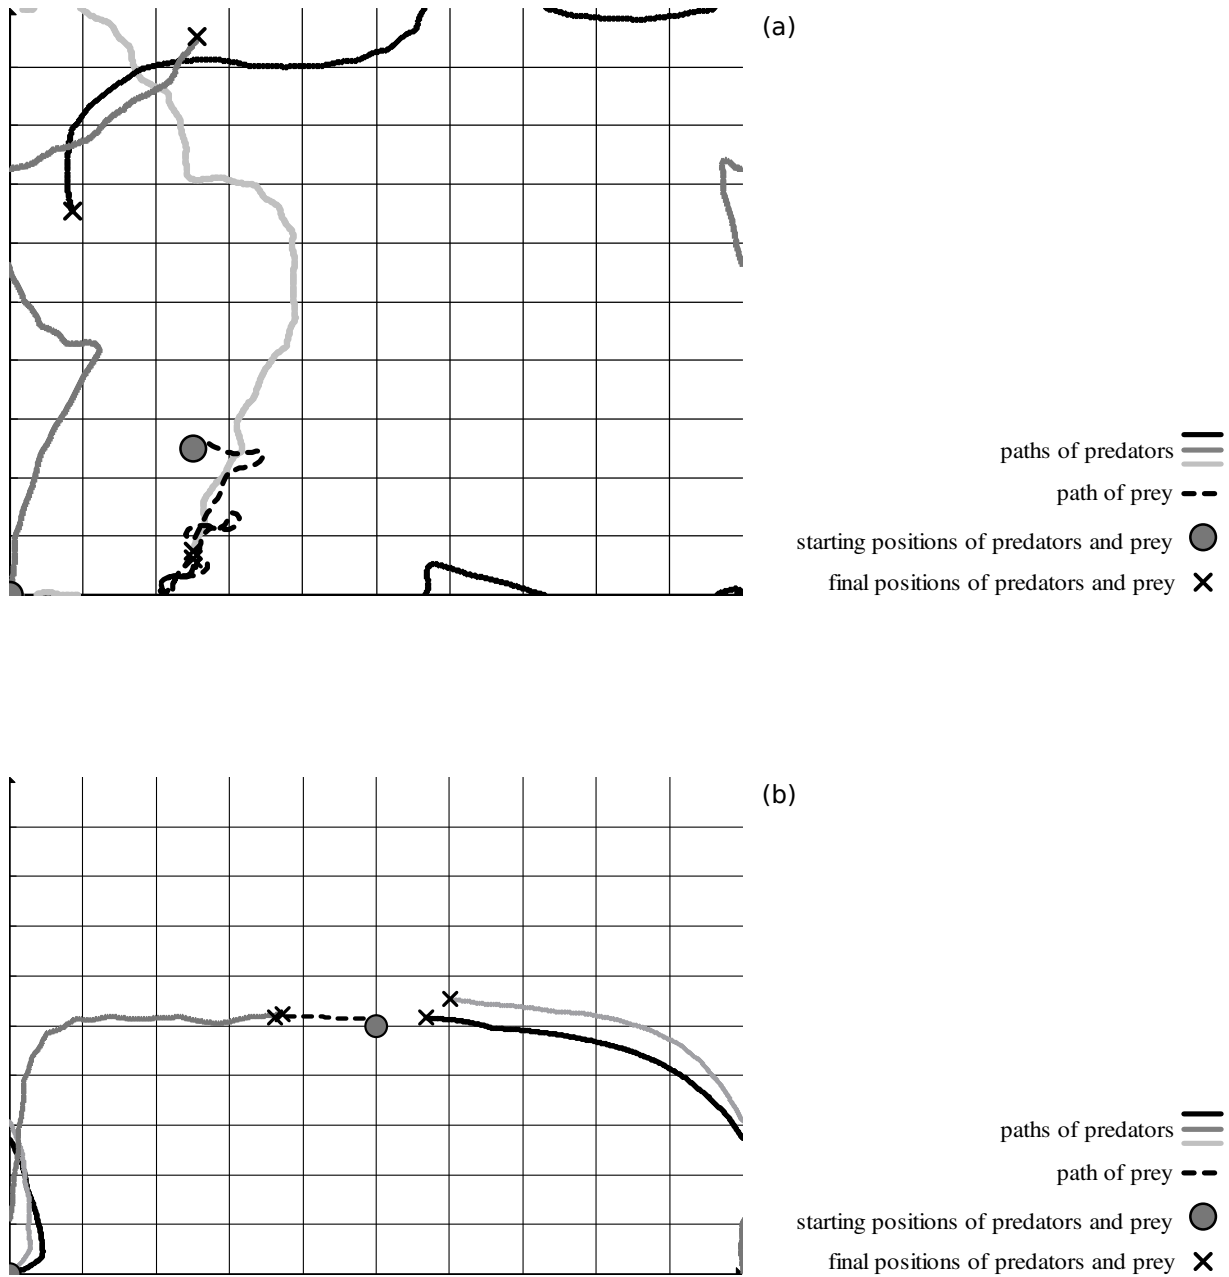 (a)
paths of predators
path of prey
starting positions of predators and prey
final positions of predators and prey
(b)
paths of predators
path of prey
starting positions of predators and prey
final positions of predators and prey